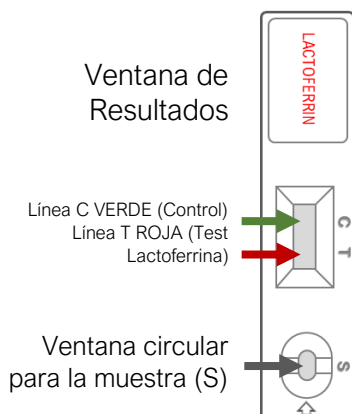 LACTOFERRIN
Ventana de
Resultados
Línea C VERDE (Control)
Línea T ROJA (Test
Lactoferrina)
C
T
Ventana circular
para la muestra (S)
S